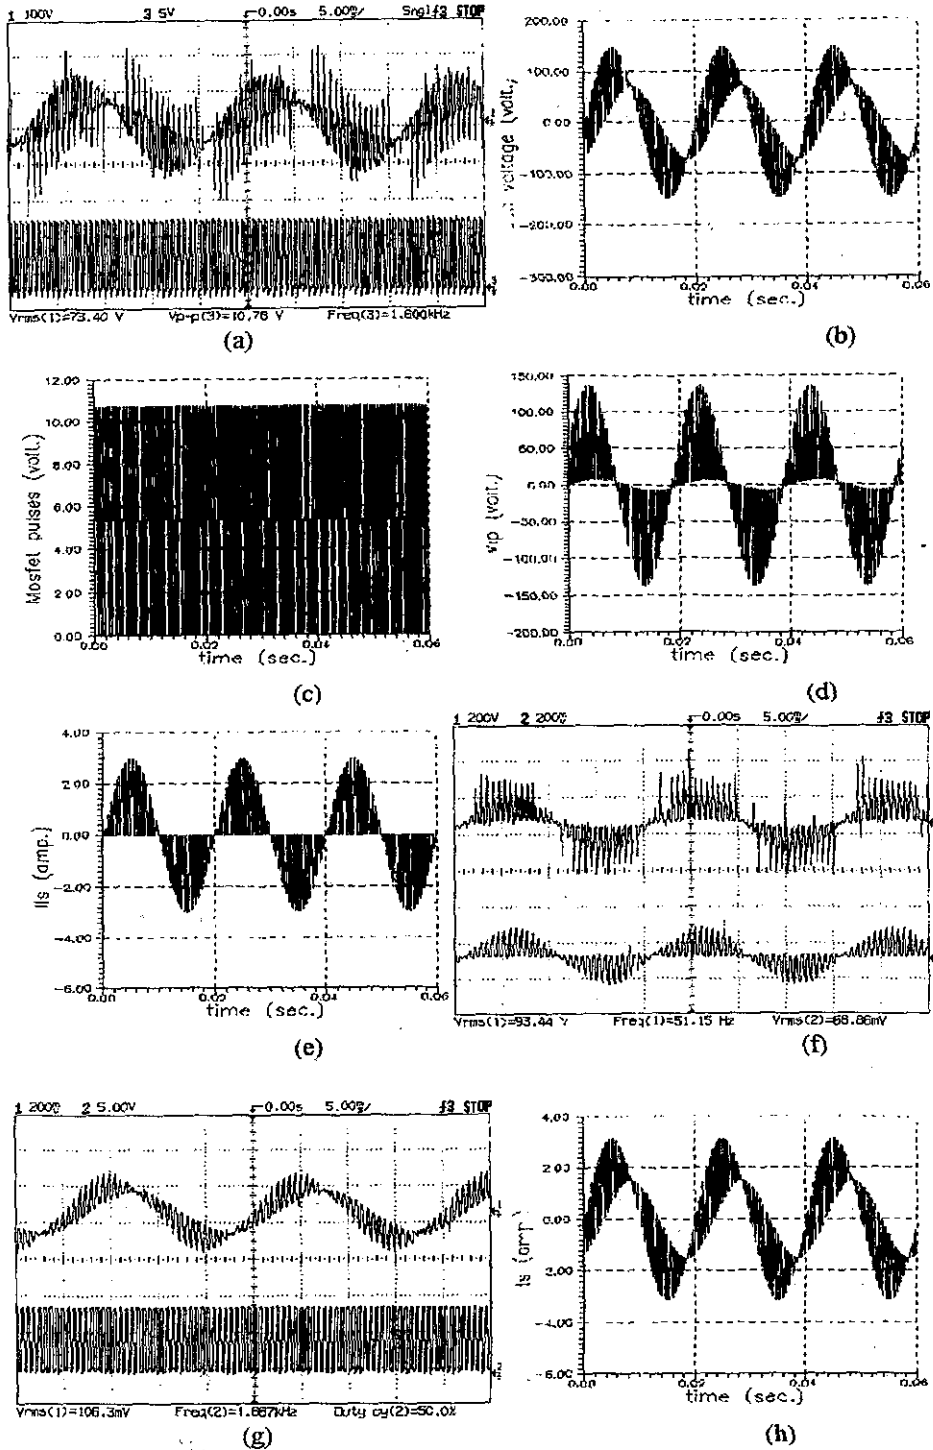 1 100V 3 5V -0.00s 5.00m/ Sngl f3 STOP
Vrms(1)=73.40 V Vp-p(3)=10.76 V Freq(3)=1.600kHz
(a)
200.00
100.00
0.00
-100.00
-200.00
-300.00
voltage (volt)
0.00 0.02 0.04 0.06
time (sec.)
(b)
12.00
10.00
8.00
6.00
4.00
2.00
0.00
Mosfet pulses (volt.)
0.00 0.02 0.04 0.06
time (sec.)
(c)
150.00
100.00
50.00
0.00
-50.00
-100.00
-150.00
-200.00
Vlp (volt.)
0.00 0.02 0.04 0.06
time (sec.)
(d)
4.00
2.00
0.00
-2.00
-4.00
-6.00
Ils (amp.)
0.00 0.02 0.04 0.06
time (sec.)
(e)
1 200V 2 200m -0.00s 5.00m/ f3 STOP
Vrms(1)=93.44 V Freq(1)=51.15 Hz Vrms(2)=68.86mV
(f)
1 200m 2 5.00V -0.00s 5.00m/ f3 STOP
Vrms(1)=106.3mV Freq(2)=1.667kHz Duty cy(2)=50.0%
(g)
4.00
2.00
0.00
-2.00
-4.00
-6.00
Is (amp.)
0.00 0.02 0.04 0.06
time (sec.)
(h)